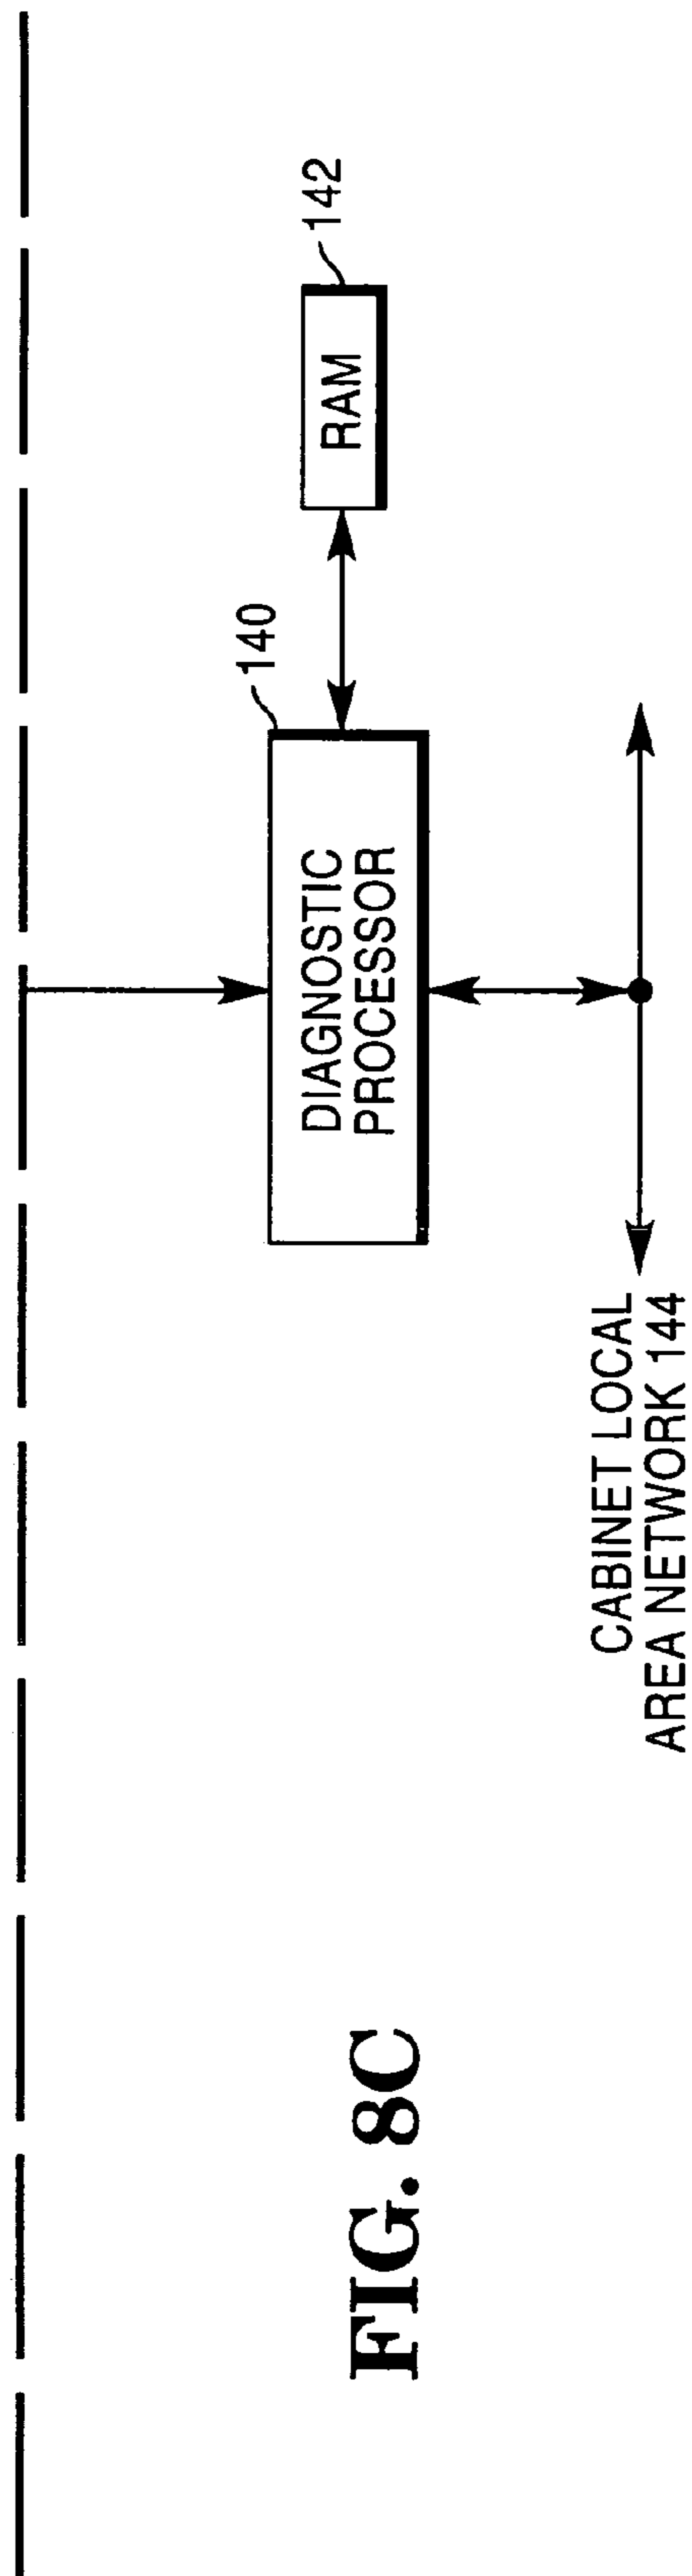 142
RAM
140
DIAGNOSTIC
PROCESSOR
CABINET LOCAL
AREA NETWORK 144
FIG. 8C